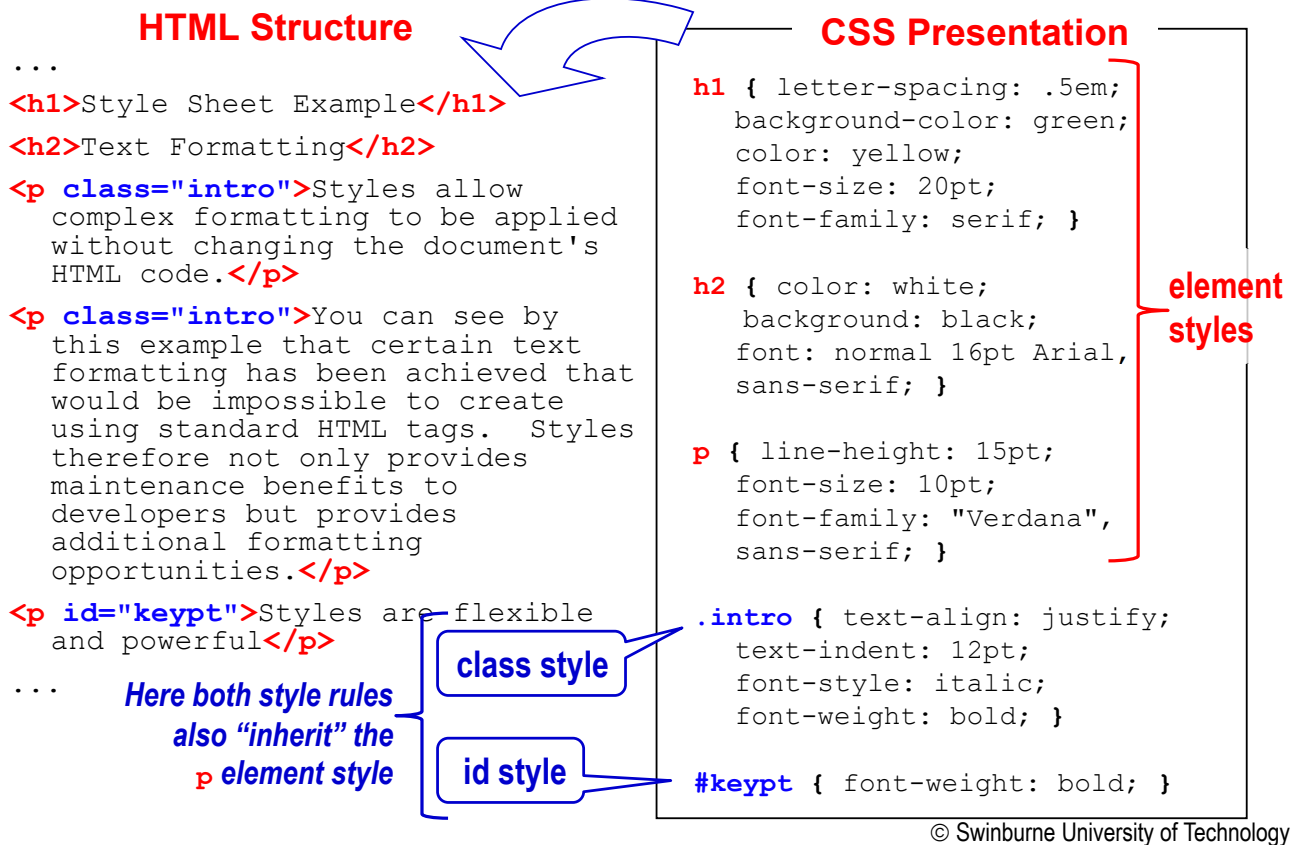 HTML Structure
...
<h1>Style Sheet Example</h1>
<h2>Text Formatting</h2>
<p class="intro">Styles allow
complex formatting to be applied
without changing the document's
HTML code.</p>
<p class="intro">You can see by
this example that certain text
formatting has been achieved that
would be impossible to create
using standard HTML tags.  Styles
therefore not only provides
maintenance benefits to
developers but provides
additional formatting
opportunities.</p>
<p id="keypt">Styles are flexible
and powerful</p>
...
Here both style rules
also “inherit” the
p element style
class style
id style
CSS Presentation
h1 { letter-spacing: .5em;
background-color: green;
color: yellow;
font-size: 20pt;
font-family: serif; }
h2 { color: white;
background: black;
font: normal 16pt Arial,
sans-serif; }
p { line-height: 15pt;
font-size: 10pt;
font-family: "Verdana",
sans-serif; }
element
styles
.intro { text-align: justify;
text-indent: 12pt;
font-style: italic;
font-weight: bold; }
#keypt { font-weight: bold; }
© Swinburne University of Technology